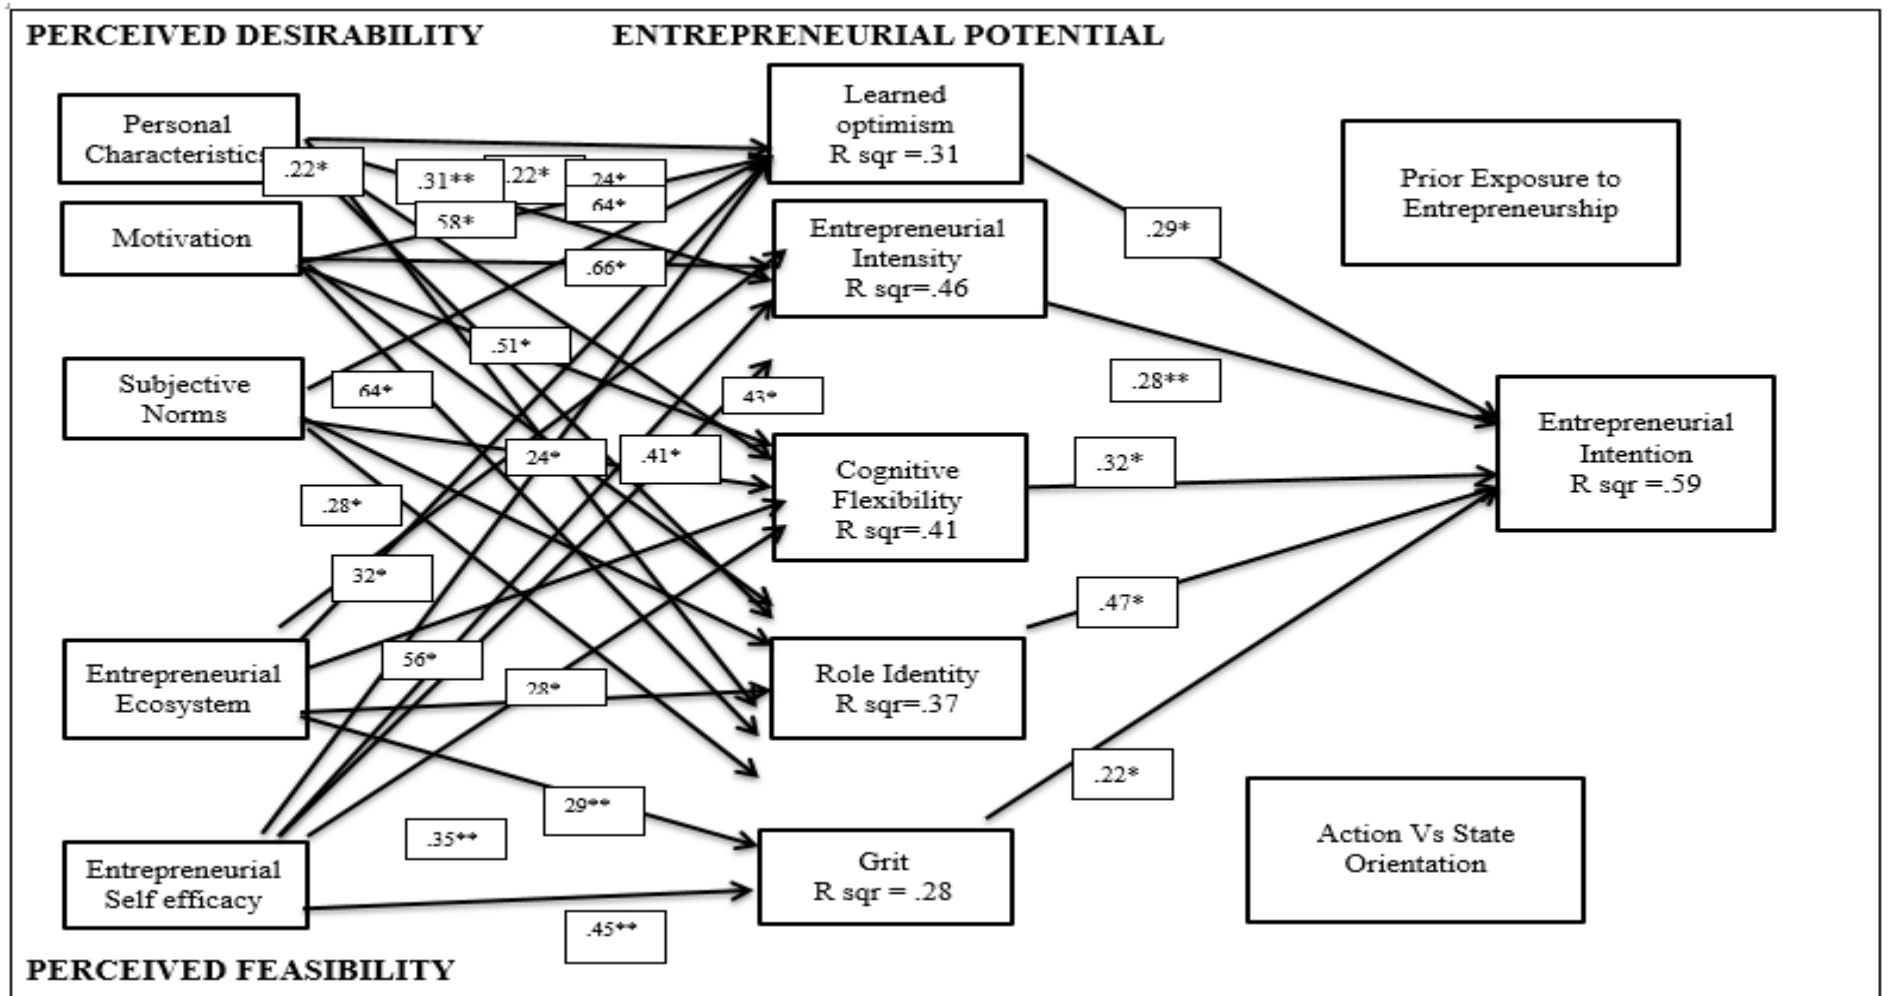 PERCEIVED DESIRABILITY
ENTREPRENEURIAL POTENTIAL
Personal
Characteristics
Motivation
Subjective
Norms
Entrepreneurial
Ecosystem
Entrepreneurial
Self efficacy
.22*
.31**
.22*
.24*
.64*
.58*
.66*
.51*
.64*
.43*
.24*
.41*
.28*
.32*
.56*
.28*
.29**
.35**
.45**
Learned
optimism
R sqr =.31
Entrepreneurial
Intensity
R sqr=.46
Cognitive
Flexibility
R sqr=.41
Role Identity
R sqr=.37
Grit
R sqr = .28
.29*
.28**
.32*
.47*
.22*
Prior Exposure to
Entrepreneurship
Entrepreneurial
Intention
R sqr =.59
Action Vs State
Orientation
PERCEIVED FEASIBILITY